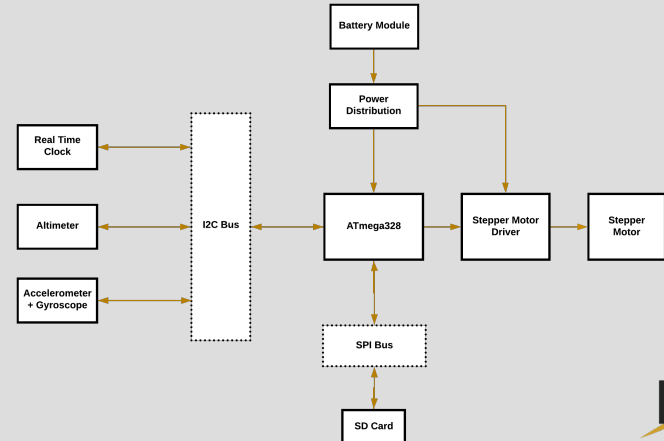 Battery Module
Power
Distribution
Real Time
Clock
Altimeter
Accelerometer
+ Gyroscope
I2C Bus
ATmega328
Stepper Motor
Driver
Stepper
Motor
SPI Bus
SD Card